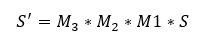 S' = M₃ * M₂ * M1 * S